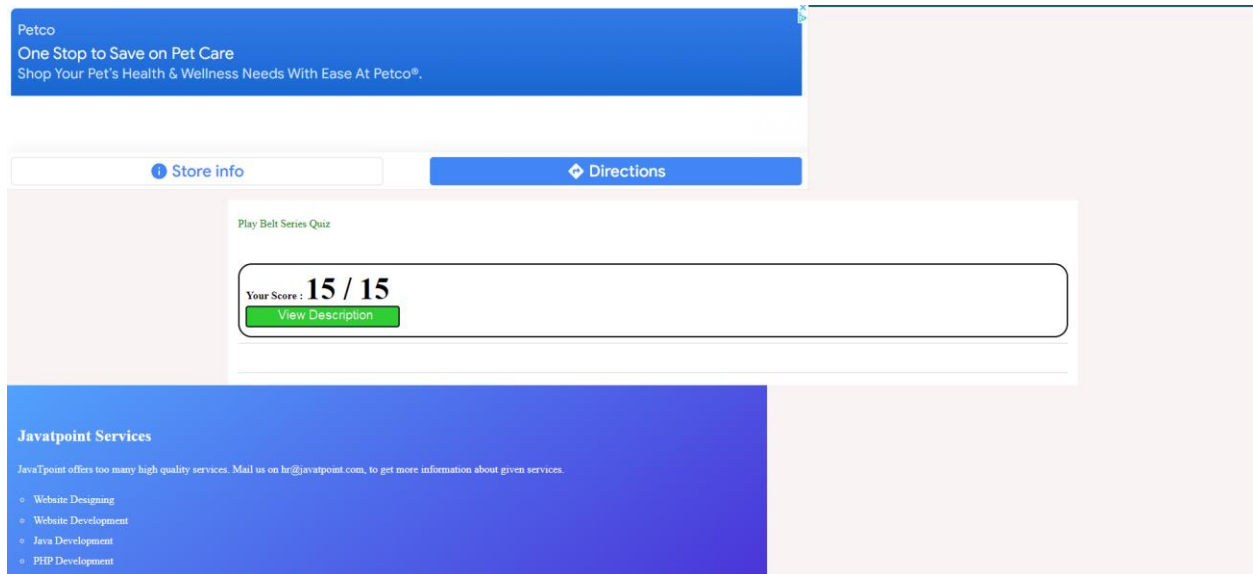 Petco
One Stop to Save on Pet Care
Shop Your Pet's Health & Wellness Needs With Ease At Petco®.
Store info
Directions
Play Belt Series Quiz
Your Score : 15 / 15
View Description
Javatpoint Services
JavaTpoint offers too many high quality services. Mail us on hr@javatpoint.com, to get more information about given services.
Website Designing
Website Development
Java Development
PHP Development